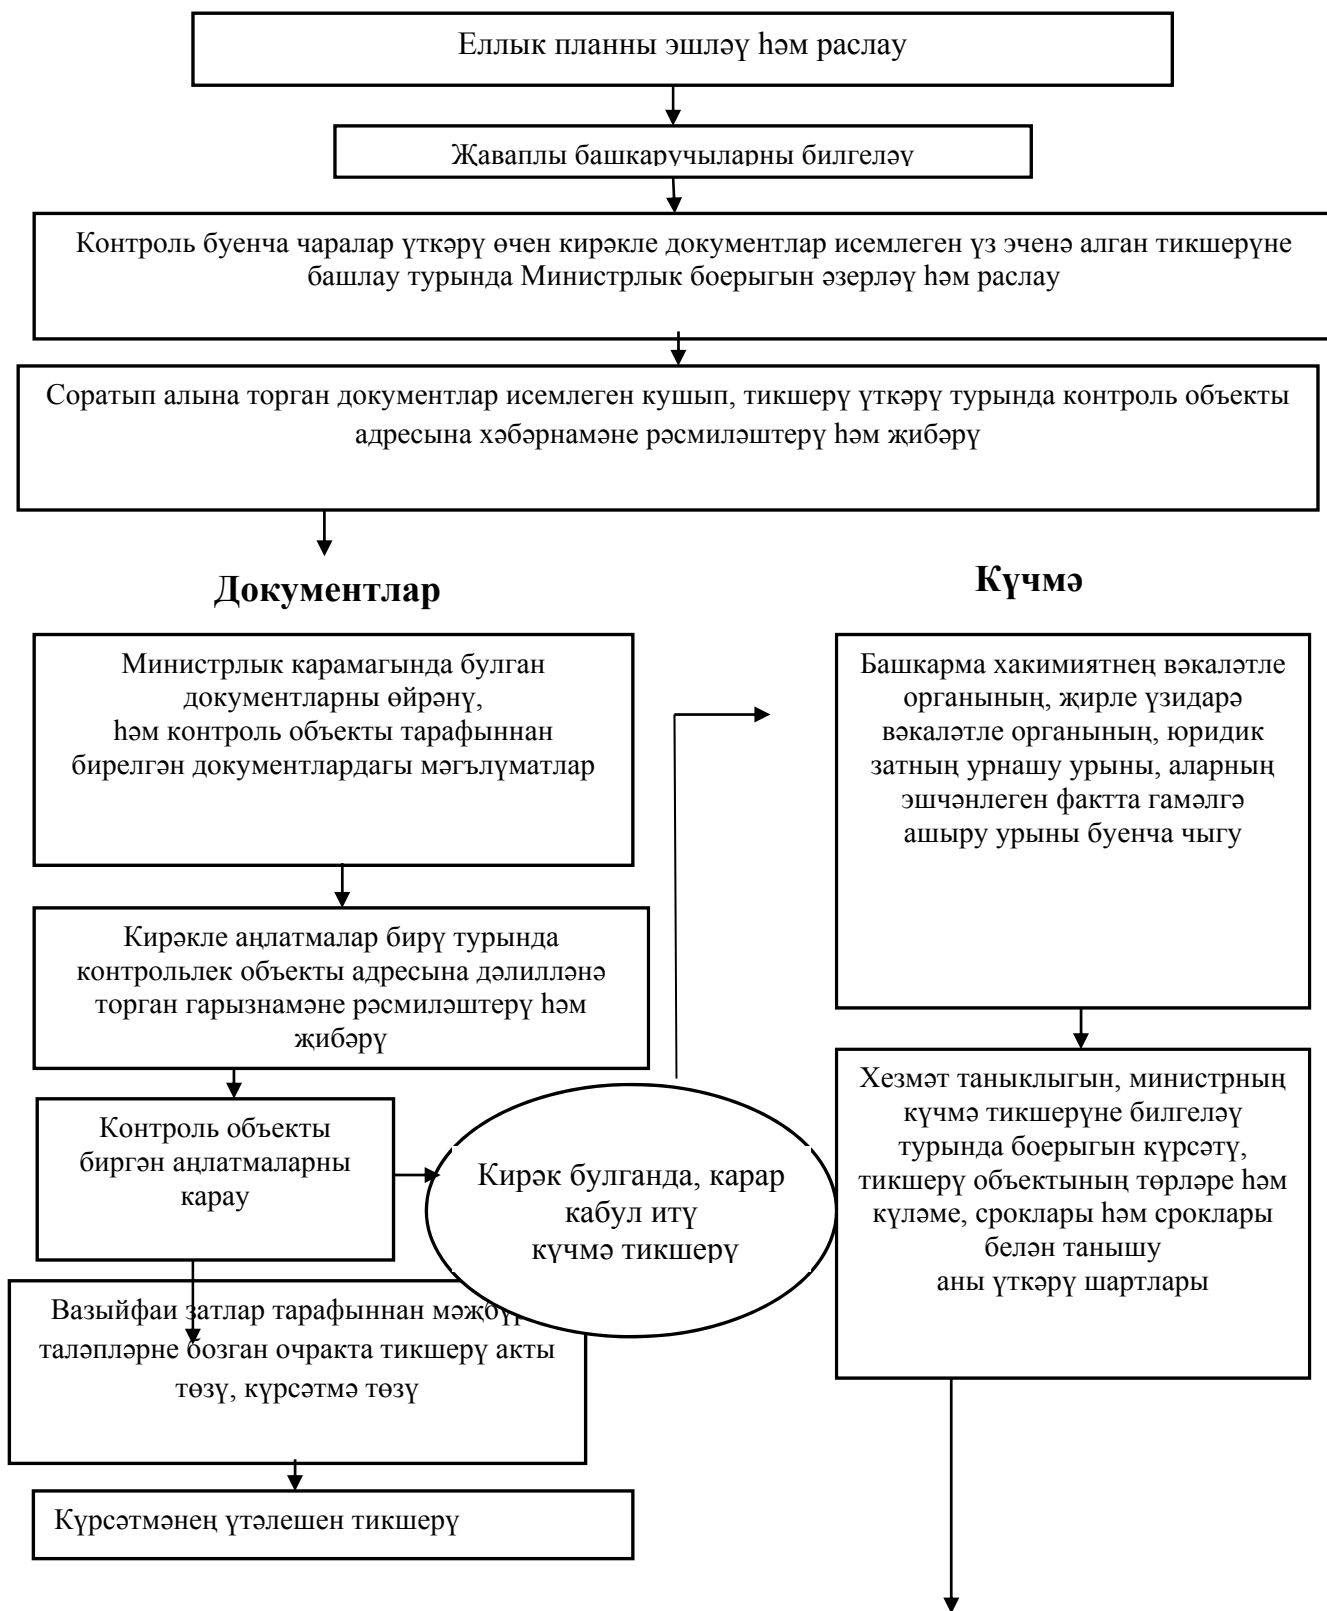 Еллык планны эшләү һәм раслау
Җаваплы башкаручыларны билгеләү
Контроль буенча чаралар үткәрү өчен кирәкле документлар исемлеген үз эченә алган тикшерүне
башлау турында Министрлык боерыгын әзерләү һәм раслау
Соратып алына торган документлар исемлеген кушып, тикшерү үткәрү турында контроль объекты
адресына хәбәрнамәне рәсмиләштерү һәм җибәрү
Документлар
Министрлык карамагында булган
документларны өйрәнү,
һәм контроль объекты тарафыннан
бирелгән документлардагы мәгълүматлар
Кирәкле аңлатмалар бирү турында
контрольлек объекты адресына дәлилләнә
торган гарызнамәне рәсмиләштерү һәм
җибәрү
Контроль объекты
биргән аңлатмаларны
карау
Кирәк булганда, карар
кабул итү
күчмә тикшерү
Вазыйфаи затлар тарафыннан
таләпләрне бозган очракта тикшерү акты
төзү, күрсәтмә төзү
Күрсәтмәнең үтәлешен тикшерү
Күчмә
Башкарма хакимиятнең вәкаләтле
органының, җирле үзидарә
вәкаләтле органының, юридик
затның урнашу урыны, аларның
эшчәнлеген фактта гамәлгә
ашыру урыны буенча чыгу
Хезмәт таныклыгын, министрның
күчмә тикшерүне билгеләү
турында боерыгын күрсәтү,
тикшерү объектының төрләре һәм
күләме, сроклары һәм сроклары
белән танышу
аны үткәрү шартлары